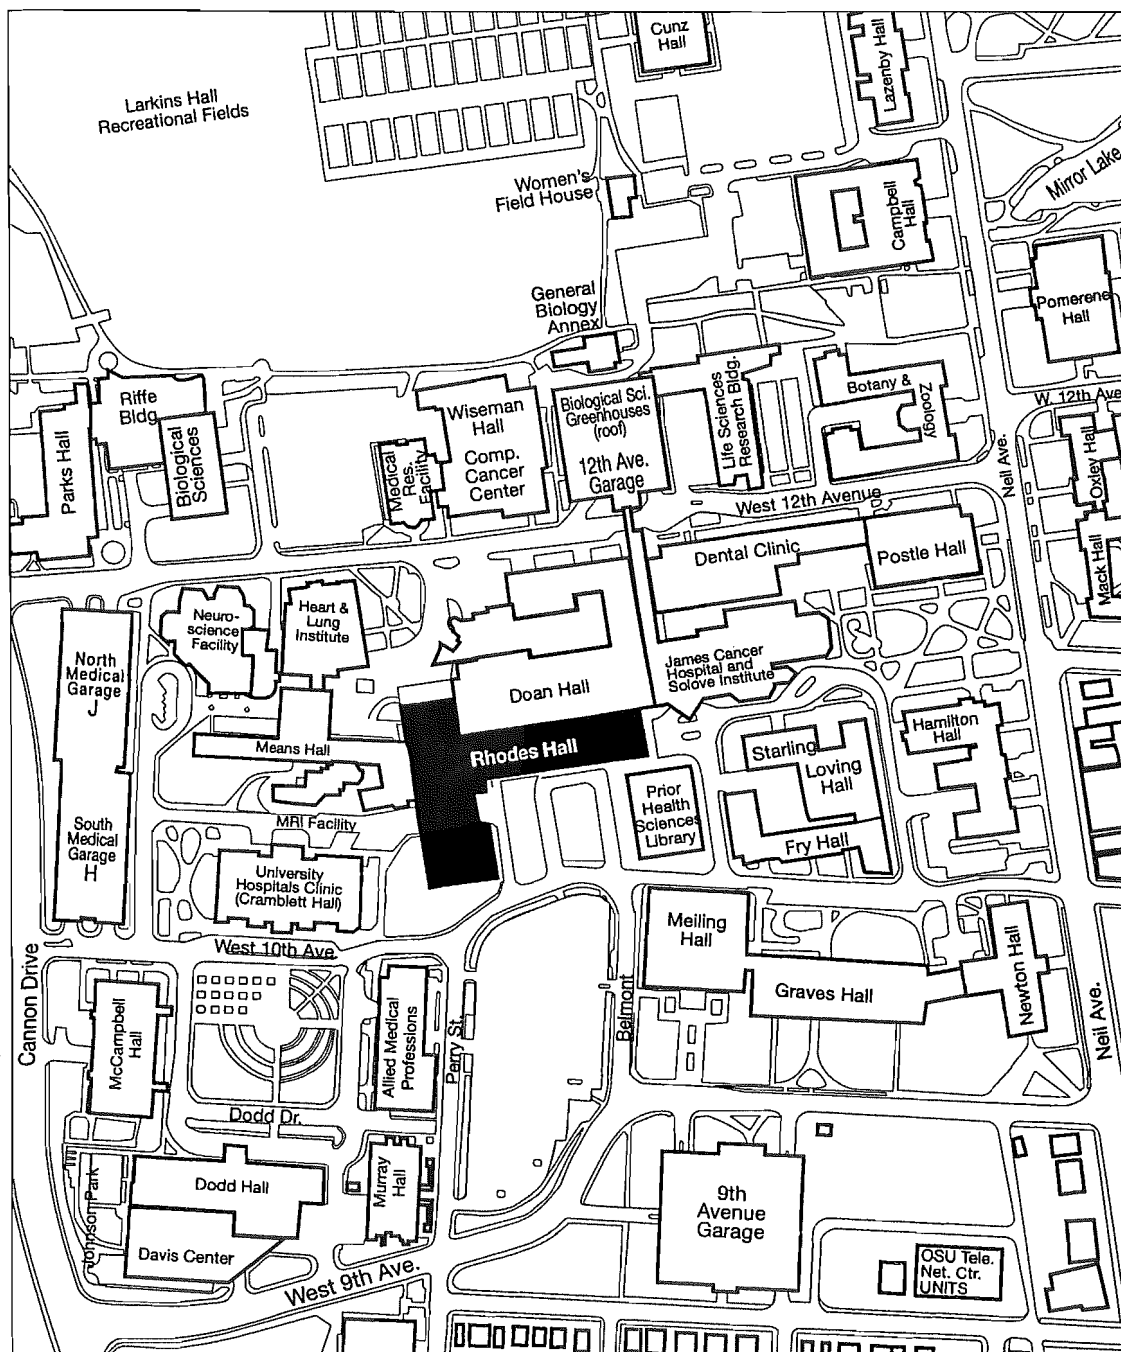 Cunz
Hall
Lazenby Hall
Larkins Hall
Recreational Fields
Mirror Lake
Women's
Field House
Campbell
Hall
General
Biology
Annex
Pomerene
Hall
Riffe
Bldg.
Parks Hall
Biological
Sciences
Wiseman
Hall
Comp.
Cancer
Center
Medical
Res.
Facility
Biological Sci.
Greenhouses
(roof)
12th Ave.
Garage
Life Sciences
Research Bldg.
Botany &
Zoology
W. 12th Ave
Neil Ave.
Oxley Hall
Mack Hall
West 12th Avenue
Dental Clinic
Postle Hall
Neuro-
science
Facility
Heart &
Lung
Institute
North
Medical
Garage
J
Doan Hall
James Cancer
Hospital and
Solove Institute
Means Hall
Rhodes Hall
Starling
Loving
Hall
Hamilton
Hall
Prior
Health
Sciences
Library
MRI Facility
South
Medical
Garage
H
Fry Hall
University
Hospitals Clinic
(Cramblett Hall)
West 10th Ave.
Meiling
Hall
Graves Hall
Newton Hall
Cannon Drive
McCampbell
Hall
Allied Medical
Professions
Perry St.
Belmont
Neil Ave.
Dodd Dr.
Johnson Park
Dodd Hall
Murray
Hall
Davis Center
9th
Avenue
Garage
West 9th Ave.
OSU Tele.
Net. Ctr.
UNITS